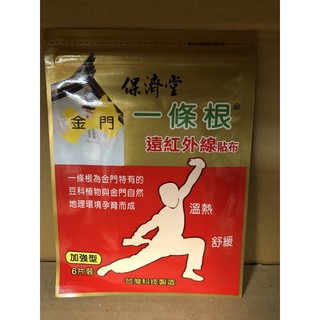 保濟堂
金門
一條根®
遠紅外線貼布
一條根為金門特有的
豆科植物與金門自然
地理環境孕育而成
溫熱
舒緩
加強型
6片裝
台灣科技製造